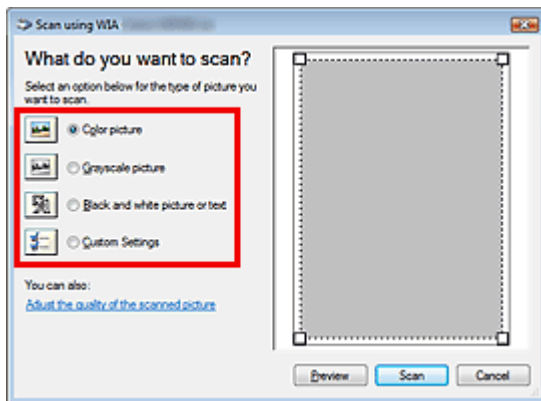 Scan using WIA
What do you want to scan?
Select an option below for the type of picture you
want to scan.
Color picture
Grayscale picture
Black and white picture or text
Custom Settings
You can also:
Adjust the quality of the scanned picture
Preview Scan Cancel